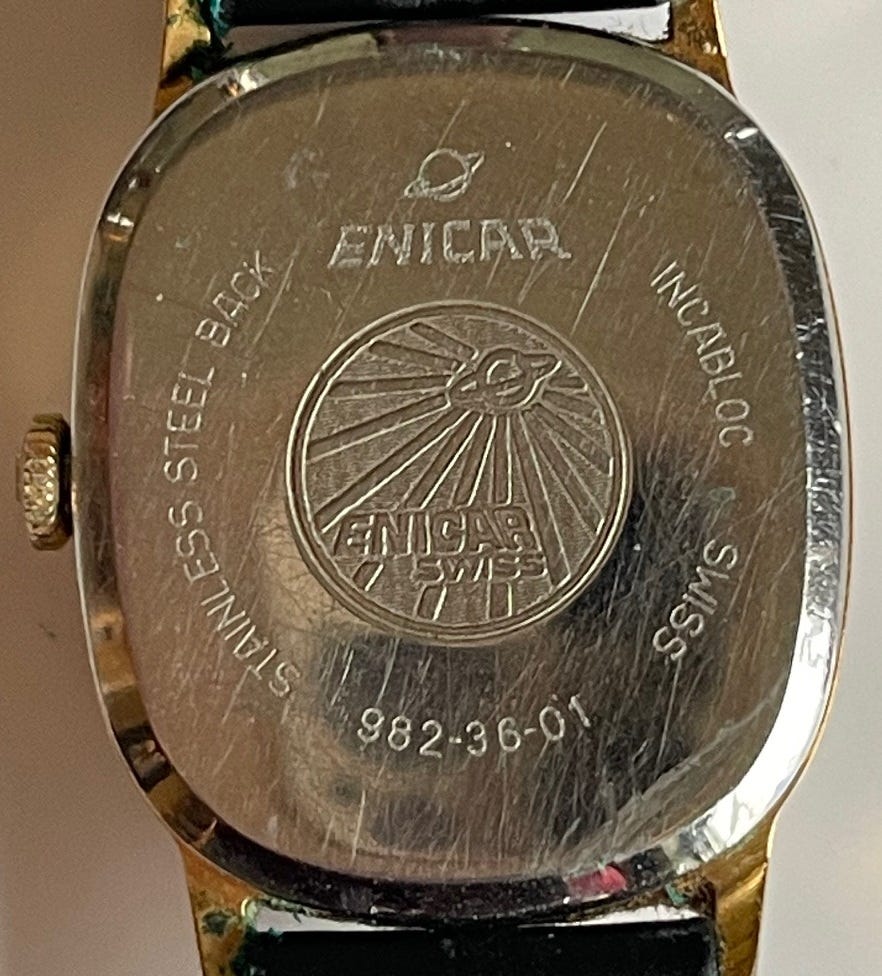 ENICAR
STAINLESS STEEL BACK
INCABLOC
SWISS
ENICAR
SWISS
982-36-01